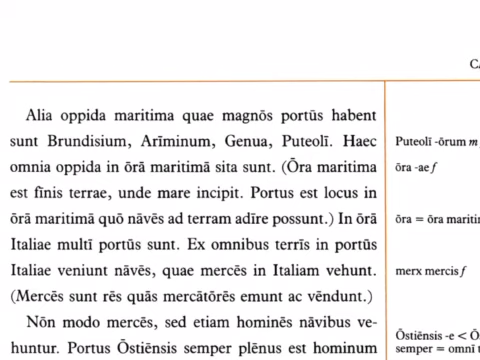 CA
Alia oppida maritima quae magnōs portūs habent
sunt Brundisium, Arīminum, Genua, Puteolī. Haec
omnia oppida in ōrā maritimā sita sunt. (Ōra maritima
est fīnis terrae, unde mare incipit. Portus est locus in
ōrā maritimā quō nāvēs ad terram adīre possunt.) In ōrā
Italiae multī portūs sunt. Ex omnibus terrīs in portūs
Italiae veniunt nāvēs, quae mercēs in Italiam vehunt.
(Mercēs sunt rēs quās mercātōrēs emunt ac vēndunt.)
Nōn modo mercēs, sed etiam hominēs nāvibus ve-
huntur. Portus Ōstiēnsis semper plēnus est hominum
Puteolī -ōrum m
ōra -ae f
ōra = ōra maritim
merx mercis f
Ōstiēnsis -e < Ō
semper = omnī t